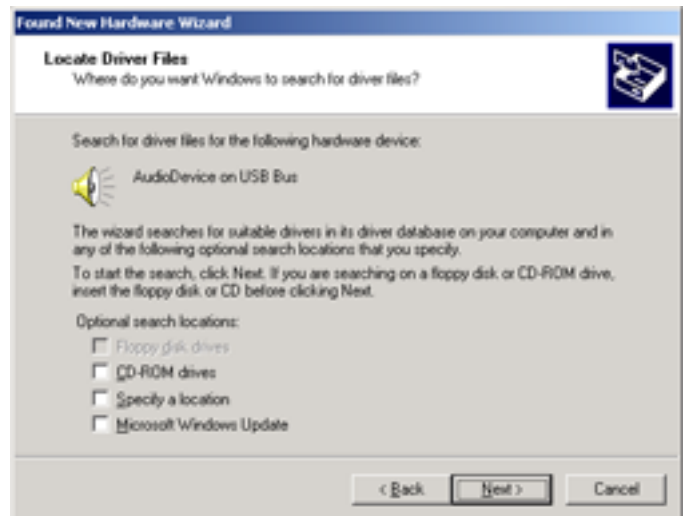 Found New Hardware Wizard
Locate Driver Files
Where do you want Windows to search for driver files?
Search for driver files for the following hardware device:
AudioDevice on USB Bus
The wizard searches for suitable drivers in its driver database on your computer and in
any of the following optional search locations that you specify.
To start the search, click Next. If you are searching on a floppy disk or CD-ROM drive,
insert the floppy disk or CD before clicking Next.
Optional search locations:
Floppy disk drives
CD-ROM drives
Specify a location
Microsoft Windows Update
< Back Next > Cancel